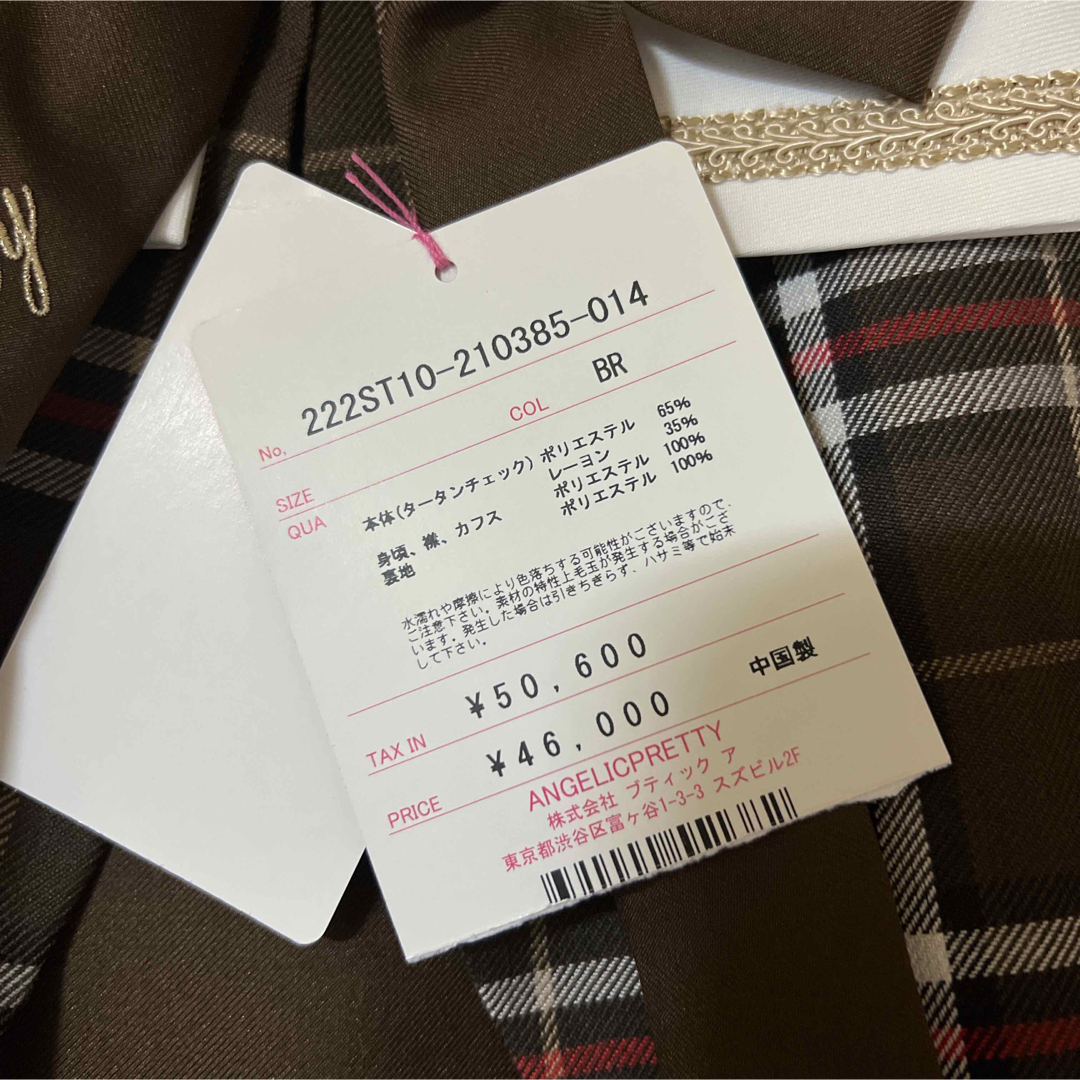 y
No. 222ST10-210385-014
COL BR
SIZE
QUA 本体(タータンチェック) ポリエステル 65%
レーヨン 35%
身頃、襟、カフス ポリエステル 100%
裏地 ポリエステル 100%
水濡れや摩擦により色落ちする可能性がございますので、
ご注意下さい。素材の特性上毛玉が発生する場合がござ
います。発生した場合は引きちぎらず、ハサミ等で始末
して下さい。
TAX IN ¥50,600
PRICE ¥46,000 中国製
ANGELICPRETTY
株式会社 ブティック ア
東京都渋谷区富ヶ谷1-3-3 スズビル2F